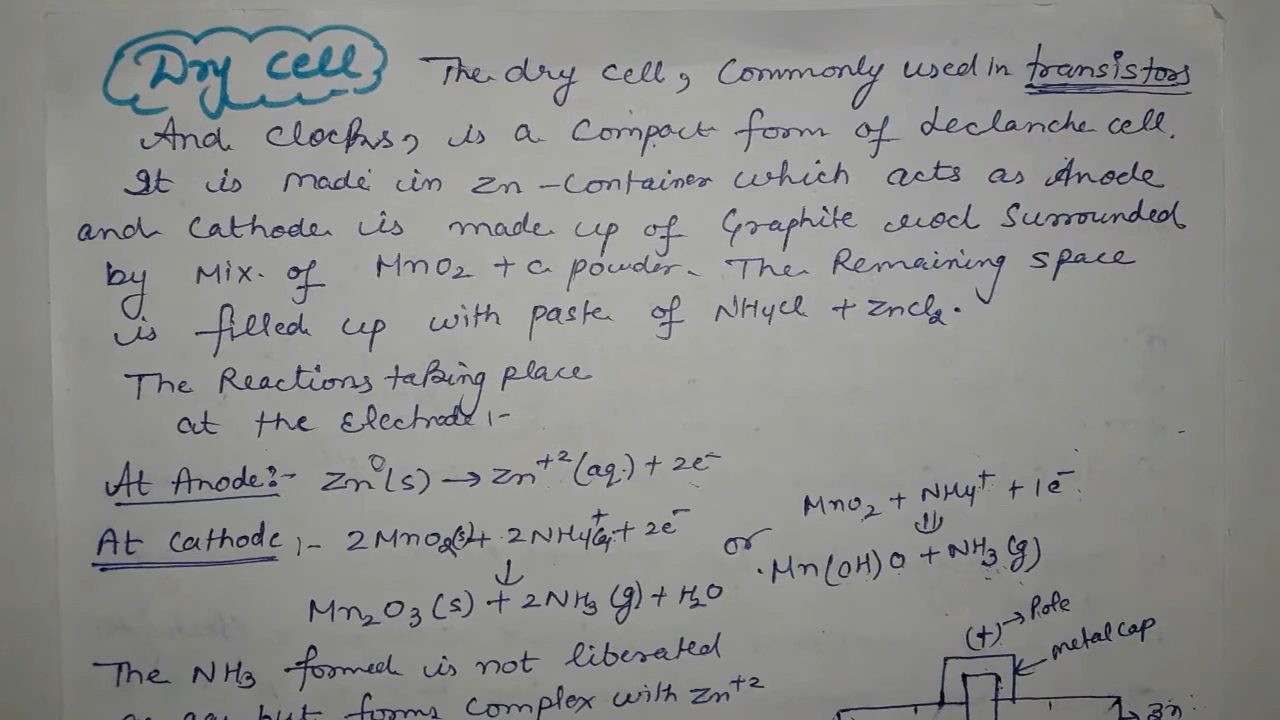 Dry cell The dry cell, commonly used in transistors
And Clocks, is a Compact form of Leclanche cell.
It is made in Zn-Container which acts as Anode
and Cathode is made up of Graphite rod Surrounded
by Mix. of MnO2 + C powder. The Remaining space
is filled up with paste of NH4Cl + ZnCl2.
The Reactions taking place
at the Electrode :-
At Anode :- Zn⁰(s) → Zn⁺²(aq) + 2e⁻
At Cathode :- 2MnO2(s) + 2NH4⁺(aq) + 2e⁻
↓
Mn2O3(s) + 2NH3(g) + H2O
or
MnO2 + NH4⁺ + 1e⁻
⇓
Mn(OH)O + NH3(g)
The NH3 formed is not liberated
as gas but forms complex with Zn⁺²
(+) → Pole
metal cap